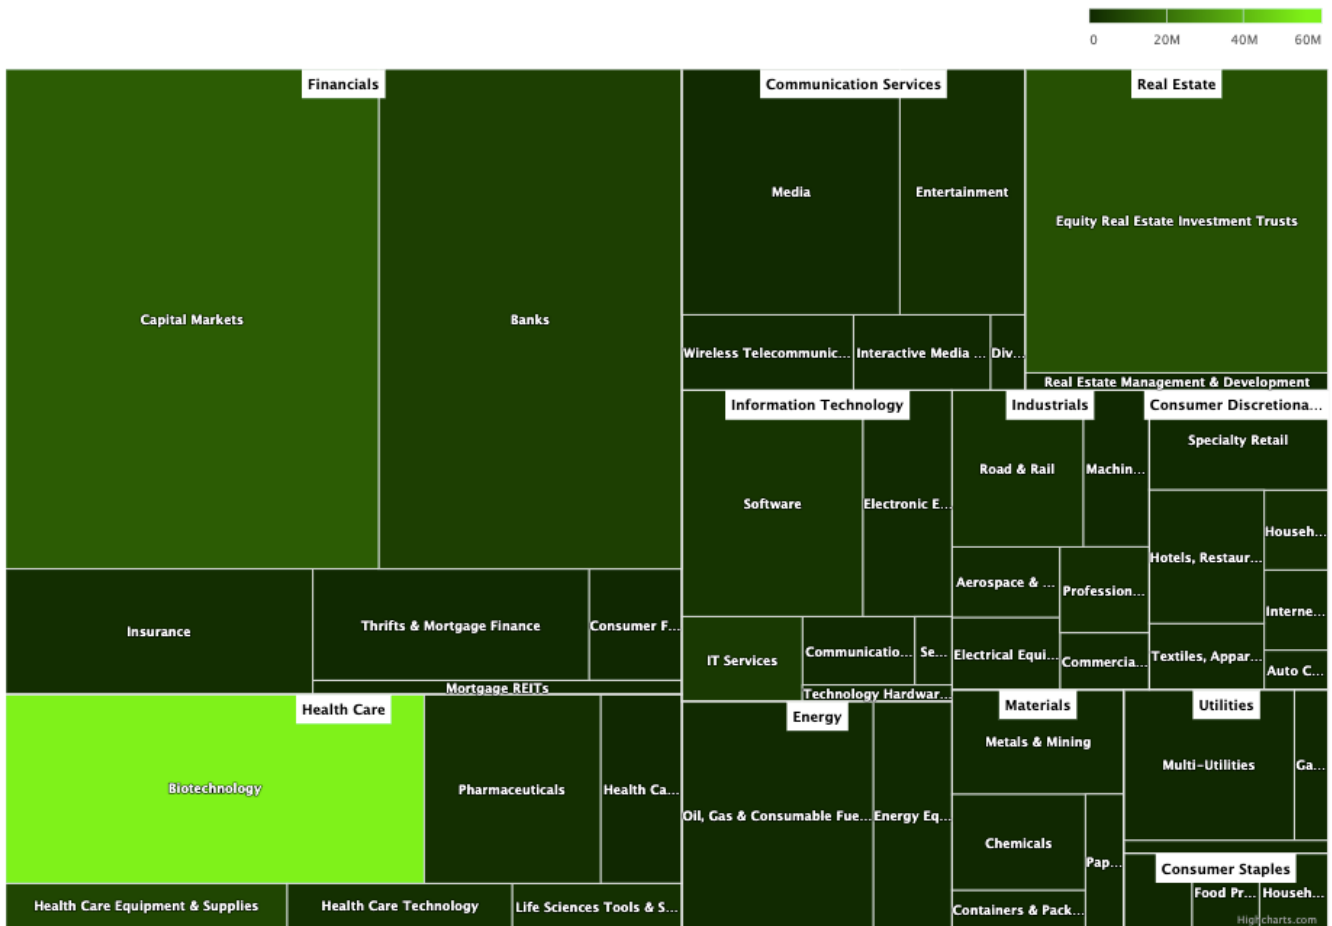 0 20M 40M 60M
Financials
Capital Markets
Banks
Insurance
Thrifts & Mortgage Finance
Consumer F...
Mortgage REITs
Health Care
Biotechnology
Pharmaceuticals
Health Ca...
Health Care Equipment & Supplies
Health Care Technology
Life Sciences Tools & S...
Communication Services
Media
Entertainment
Wireless Telecommunic...
Interactive Media ...
Div...
Real Estate
Equity Real Estate Investment Trusts
Real Estate Management & Development
Information Technology
Software
Electronic E...
IT Services
Communicatio...
Se...
Technology Hardwar...
Energy
Oil, Gas & Consumable Fue...
Energy Eq...
Industrials
Road & Rail
Machin...
Aerospace & ...
Profession...
Electrical Equi...
Commercia...
Consumer Discretiona...
Specialty Retail
Hotels, Restaur...
Househ...
Interne...
Textiles, Appar...
Auto C...
Materials
Metals & Mining
Chemicals
Pap...
Containers & Pack...
Utilities
Multi-Utilities
Ga...
Consumer Staples
Food Pr...
Househ...
Highcharts.com